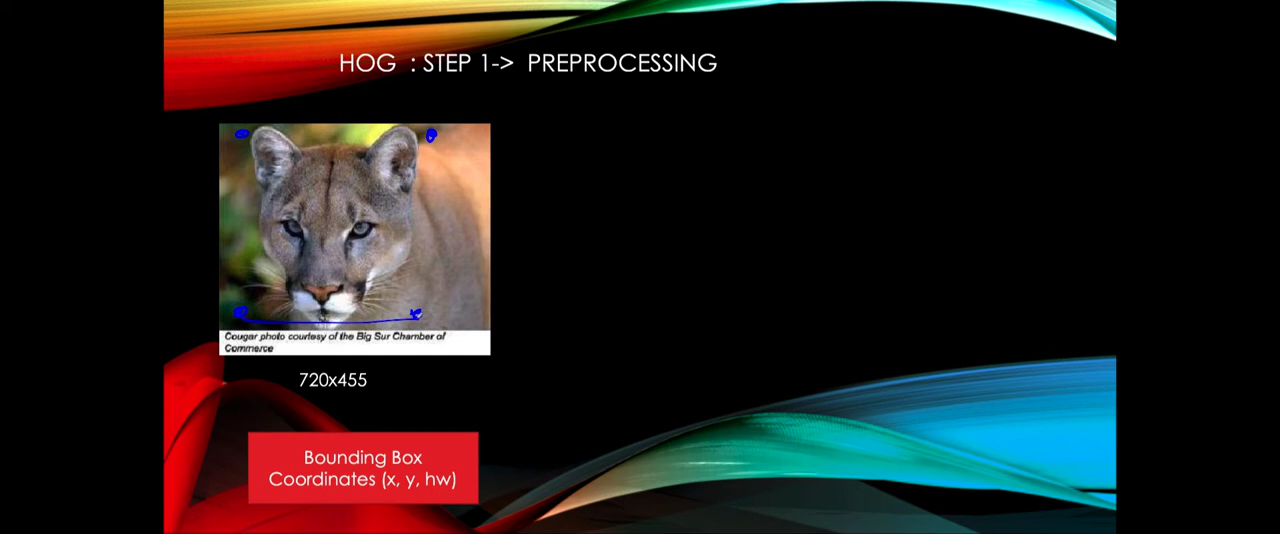 HOG : STEP 1-> PREPROCESSING
Cougar photo courtesy of the Big Sur Chamber of
Commerce
720x455
Bounding Box
Coordinates (x, y, hw)